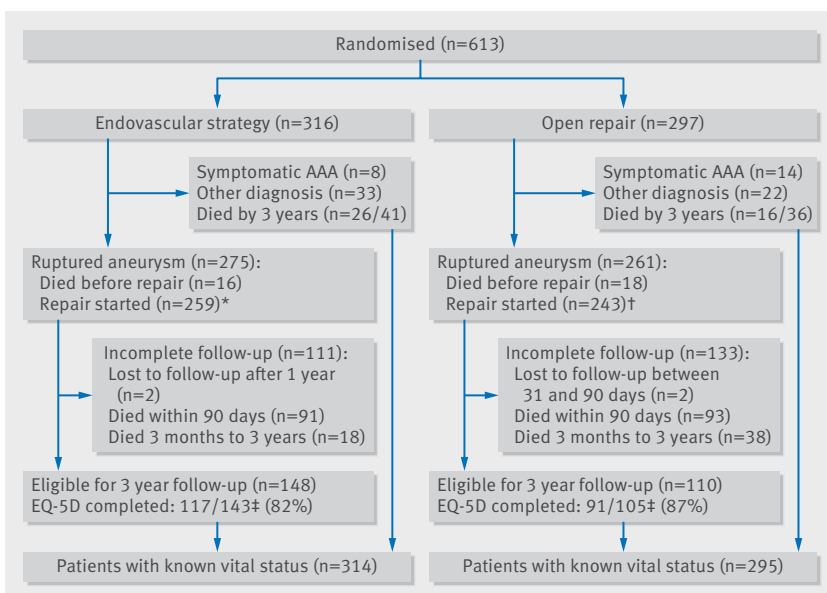 Randomised (n=613)
Endovascular strategy (n=316)
Open repair (n=297)
Symptomatic AAA (n=8)
Other diagnosis (n=33)
Died by 3 years (n=26/41)
Symptomatic AAA (n=14)
Other diagnosis (n=22)
Died by 3 years (n=16/36)
Ruptured aneurysm (n=275):
Died before repair (n=16)
Repair started (n=259)*
Ruptured aneurysm (n=261):
Died before repair (n=18)
Repair started (n=243)†
Incomplete follow-up (n=111):
Lost to follow-up after 1 year
(n=2)
Died within 90 days (n=91)
Died 3 months to 3 years (n=18)
Incomplete follow-up (n=133):
Lost to follow-up between
31 and 90 days (n=2)
Died within 90 days (n=93)
Died 3 months to 3 years (n=38)
Eligible for 3 year follow-up (n=148)
EQ-5D completed: 117/143‡ (82%)
Eligible for 3 year follow-up (n=110)
EQ-5D completed: 91/105‡ (87%)
Patients with known vital status (n=314)
Patients with known vital status (n=295)